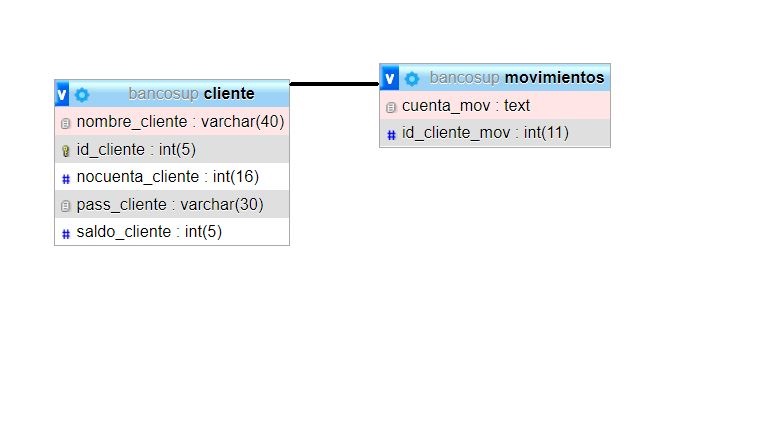 bancosup cliente
nombre_cliente : varchar(40)
id_cliente : int(5)
nocuenta_cliente : int(16)
pass_cliente : varchar(30)
saldo_cliente : int(5)
bancosup movimientos
cuenta_mov : text
id_cliente_mov : int(11)